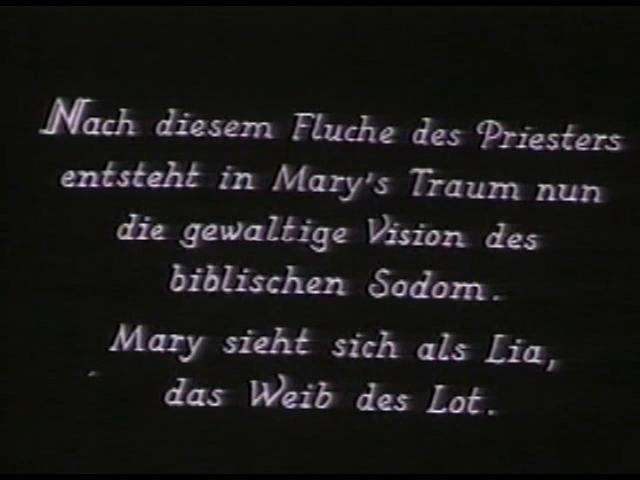 Nach diesem Fluche des Priesters
entsteht in Mary's Traum nun
die gewaltige Vision des
biblischen Sodom.
Mary sieht sich als Lia,
das Weib des Lot.